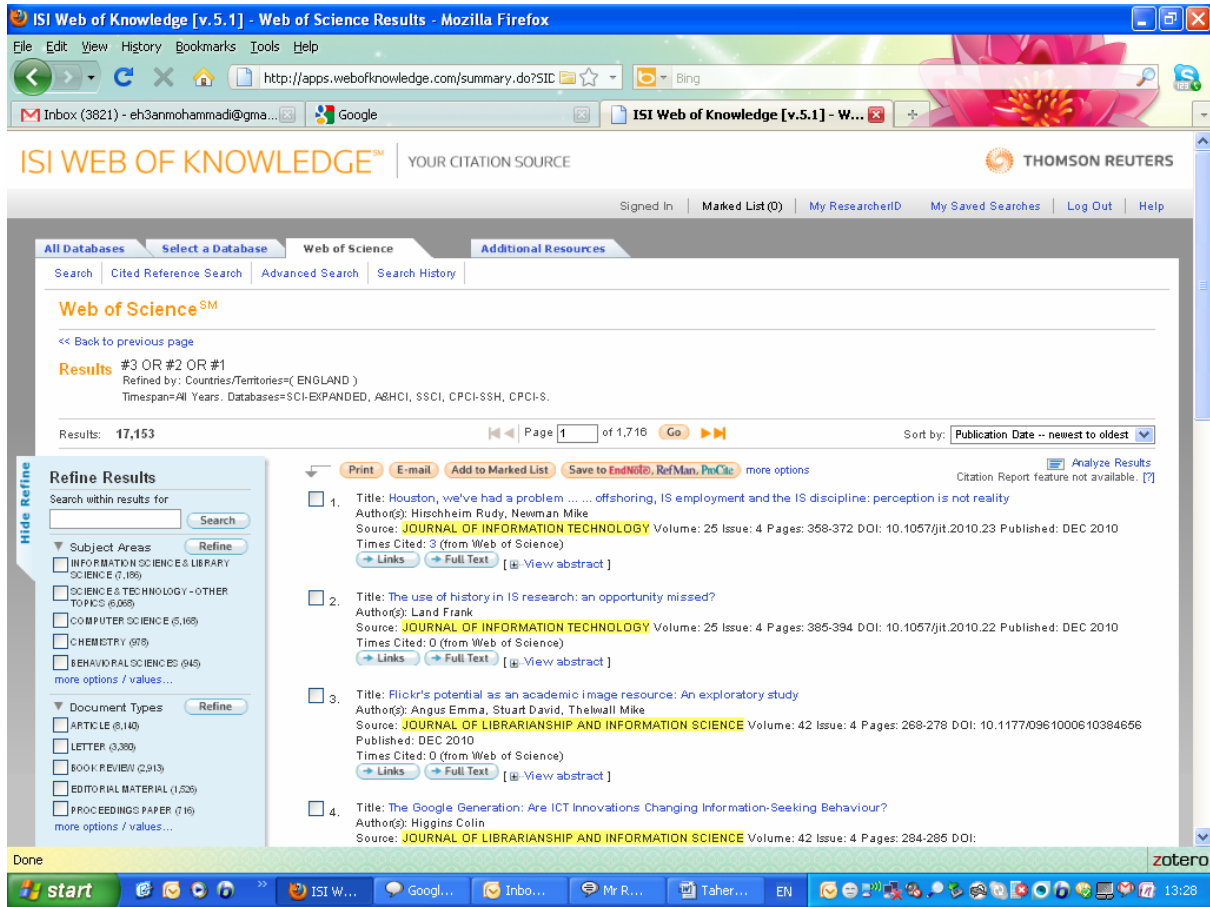 ISI Web of Knowledge [v.5.1] - Web of Science Results - Mozilla Firefox
File Edit View History Bookmarks Tools Help
http://apps.webofknowledge.com/summary.do?SID Bing
Inbox (3821) - eh3anmohammadi@gma... Google ISI Web of Knowledge [v.5.1] - W...
ISI WEB OF KNOWLEDGE℠ YOUR CITATION SOURCE THOMSON REUTERS
Signed In Marked List (0) My ResearcherID My Saved Searches Log Out Help
All Databases Select a Database Web of Science Additional Resources
Search Cited Reference Search Advanced Search Search History
Web of Science℠
<< Back to previous page
Results #3 OR #2 OR #1
Refined by: Countries/Territories=( ENGLAND )
Timespan=All Years. Databases=SCI-EXPANDED, A&HCI, SSCI, CPCI-SSH, CPCI-S.
Results: 17,153 Page 1 of 1,716 Go Sort by: Publication Date -- newest to oldest
Hide Refine
Refine Results
Search within results for
Search
Subject Areas Refine
INFORMATION SCIENCE & LIBRARY
SCIENCE (7,186)
SCIENCE & TECHNOLOGY - OTHER
TOPICS (6,068)
COMPUTER SCIENCE (5,168)
CHEMISTRY (978)
BEHAVIORAL SCIENCES (945)
more options / values...
Document Types Refine
ARTICLE (8,140)
LETTER (3,380)
BOOK REVIEW (2,913)
EDITORIAL MATERIAL (1,526)
PROCEEDINGS PAPER (716)
more options / values...
Print E-mail Add to Marked List Save to EndNote, RefMan, ProCite more options
Analyze Results
Citation Report feature not available. [?]
1. Title: Houston, we've had a problem ... ... offshoring, IS employment and the IS discipline: perception is not reality
Author(s): Hirschheim Rudy, Newman Mike
Source: JOURNAL OF INFORMATION TECHNOLOGY Volume: 25 Issue: 4 Pages: 358-372 DOI: 10.1057/jit.2010.23 Published: DEC 2010
Times Cited: 3 (from Web of Science)
Links Full Text [ View abstract ]
2. Title: The use of history in IS research: an opportunity missed?
Author(s): Land Frank
Source: JOURNAL OF INFORMATION TECHNOLOGY Volume: 25 Issue: 4 Pages: 385-394 DOI: 10.1057/jit.2010.22 Published: DEC 2010
Times Cited: 0 (from Web of Science)
Links Full Text [ View abstract ]
3. Title: Flickr's potential as an academic image resource: An exploratory study
Author(s): Angus Emma, Stuart David, Thelwall Mike
Source: JOURNAL OF LIBRARIANSHIP AND INFORMATION SCIENCE Volume: 42 Issue: 4 Pages: 268-278 DOI: 10.1177/0961000610384656
Published: DEC 2010
Times Cited: 0 (from Web of Science)
Links Full Text [ View abstract ]
4. Title: The Google Generation: Are ICT Innovations Changing Information-Seeking Behaviour?
Author(s): Higgins Colin
Source: JOURNAL OF LIBRARIANSHIP AND INFORMATION SCIENCE Volume: 42 Issue: 4 Pages: 284-285 DOI:
Done zotero
start ISI W... Googl... Inbo... Mr R... Taher... EN 13:28